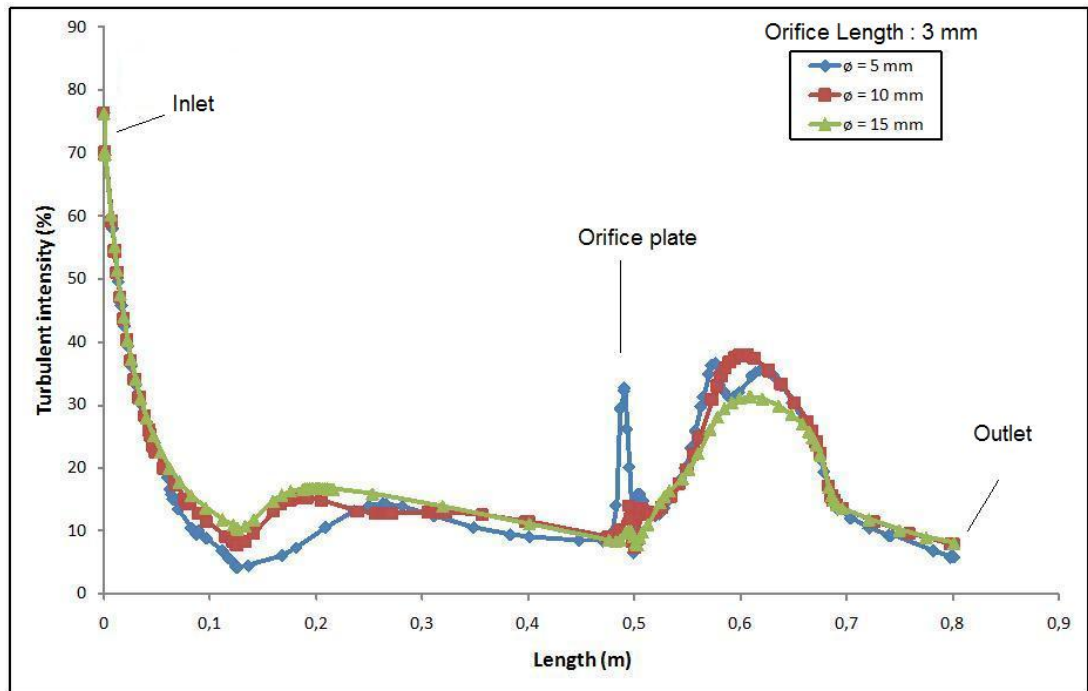 Orifice Length : 3 mm
ø = 5 mm
ø = 10 mm
ø = 15 mm
Inlet
Orifice plate
Outlet
Turbulent intensity (%)
90
80
70
60
50
40
30
20
10
0
0 0,1 0,2 0,3 0,4 0,5 0,6 0,7 0,8 0,9
Length (m)